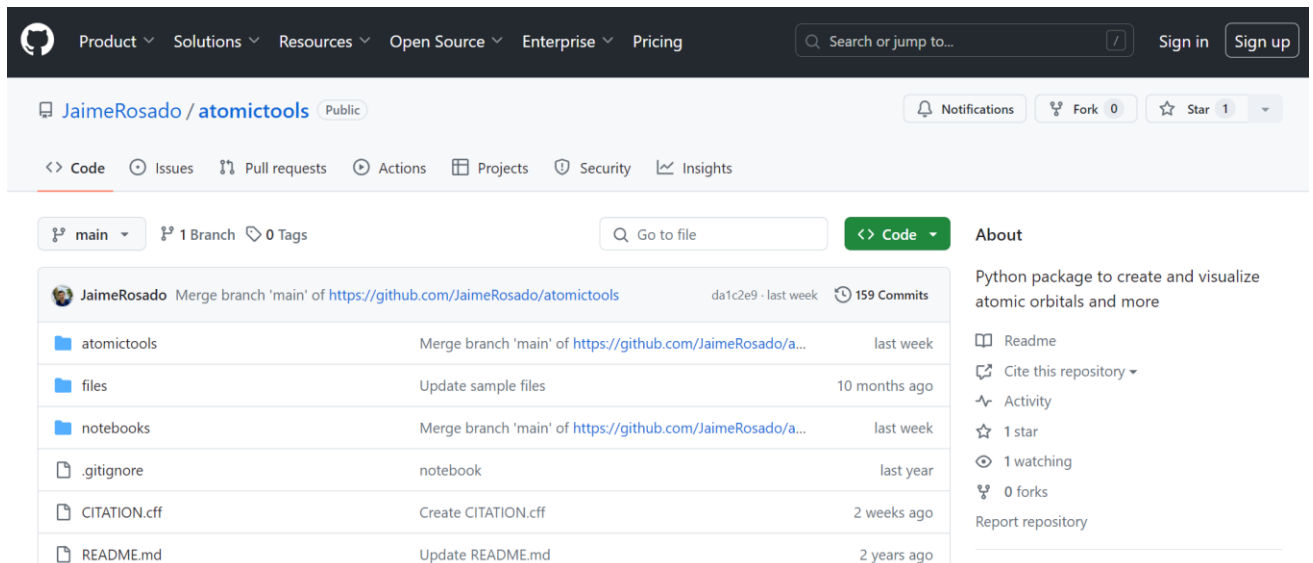 Product Solutions Resources Open Source Enterprise Pricing Search or jump to... / Sign in Sign up
JaimeRosado / atomictools Public Notifications Fork 0 Star 1
Code Issues Pull requests Actions Projects Security Insights
main 1 Branch 0 Tags Go to file Code
JaimeRosado Merge branch 'main' of https://github.com/JaimeRosado/atomictools da1c2e9 · last week 159 Commits
atomictools Merge branch 'main' of https://github.com/JaimeRosado/a... last week
files Update sample files 10 months ago
notebooks Merge branch 'main' of https://github.com/JaimeRosado/a... last week
.gitignore notebook last year
CITATION.cff Create CITATION.cff 2 weeks ago
README.md Update README.md 2 years ago
About
Python package to create and visualize
atomic orbitals and more
Readme
Cite this repository
Activity
1 star
1 watching
0 forks
Report repository